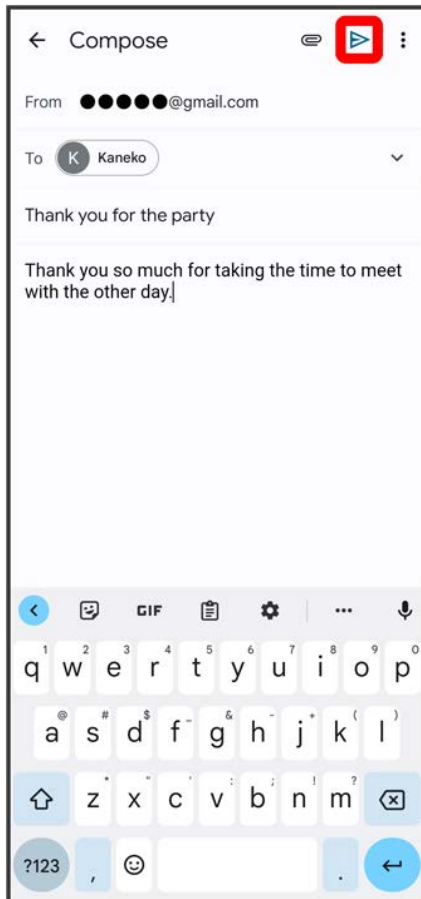 Compose
From ●●●●●@gmail.com
To K Kaneko
Thank you for the party
Thank you so much for taking the time to meet
with the other day.
GIF
1 2 3 4 5 6 7 8 9 0
q w e r t y u i o p
@ # $ _ & - + ( )
a s d f g h j k l
* " ' : ; ! ?
z x c v b n m
?123 , .